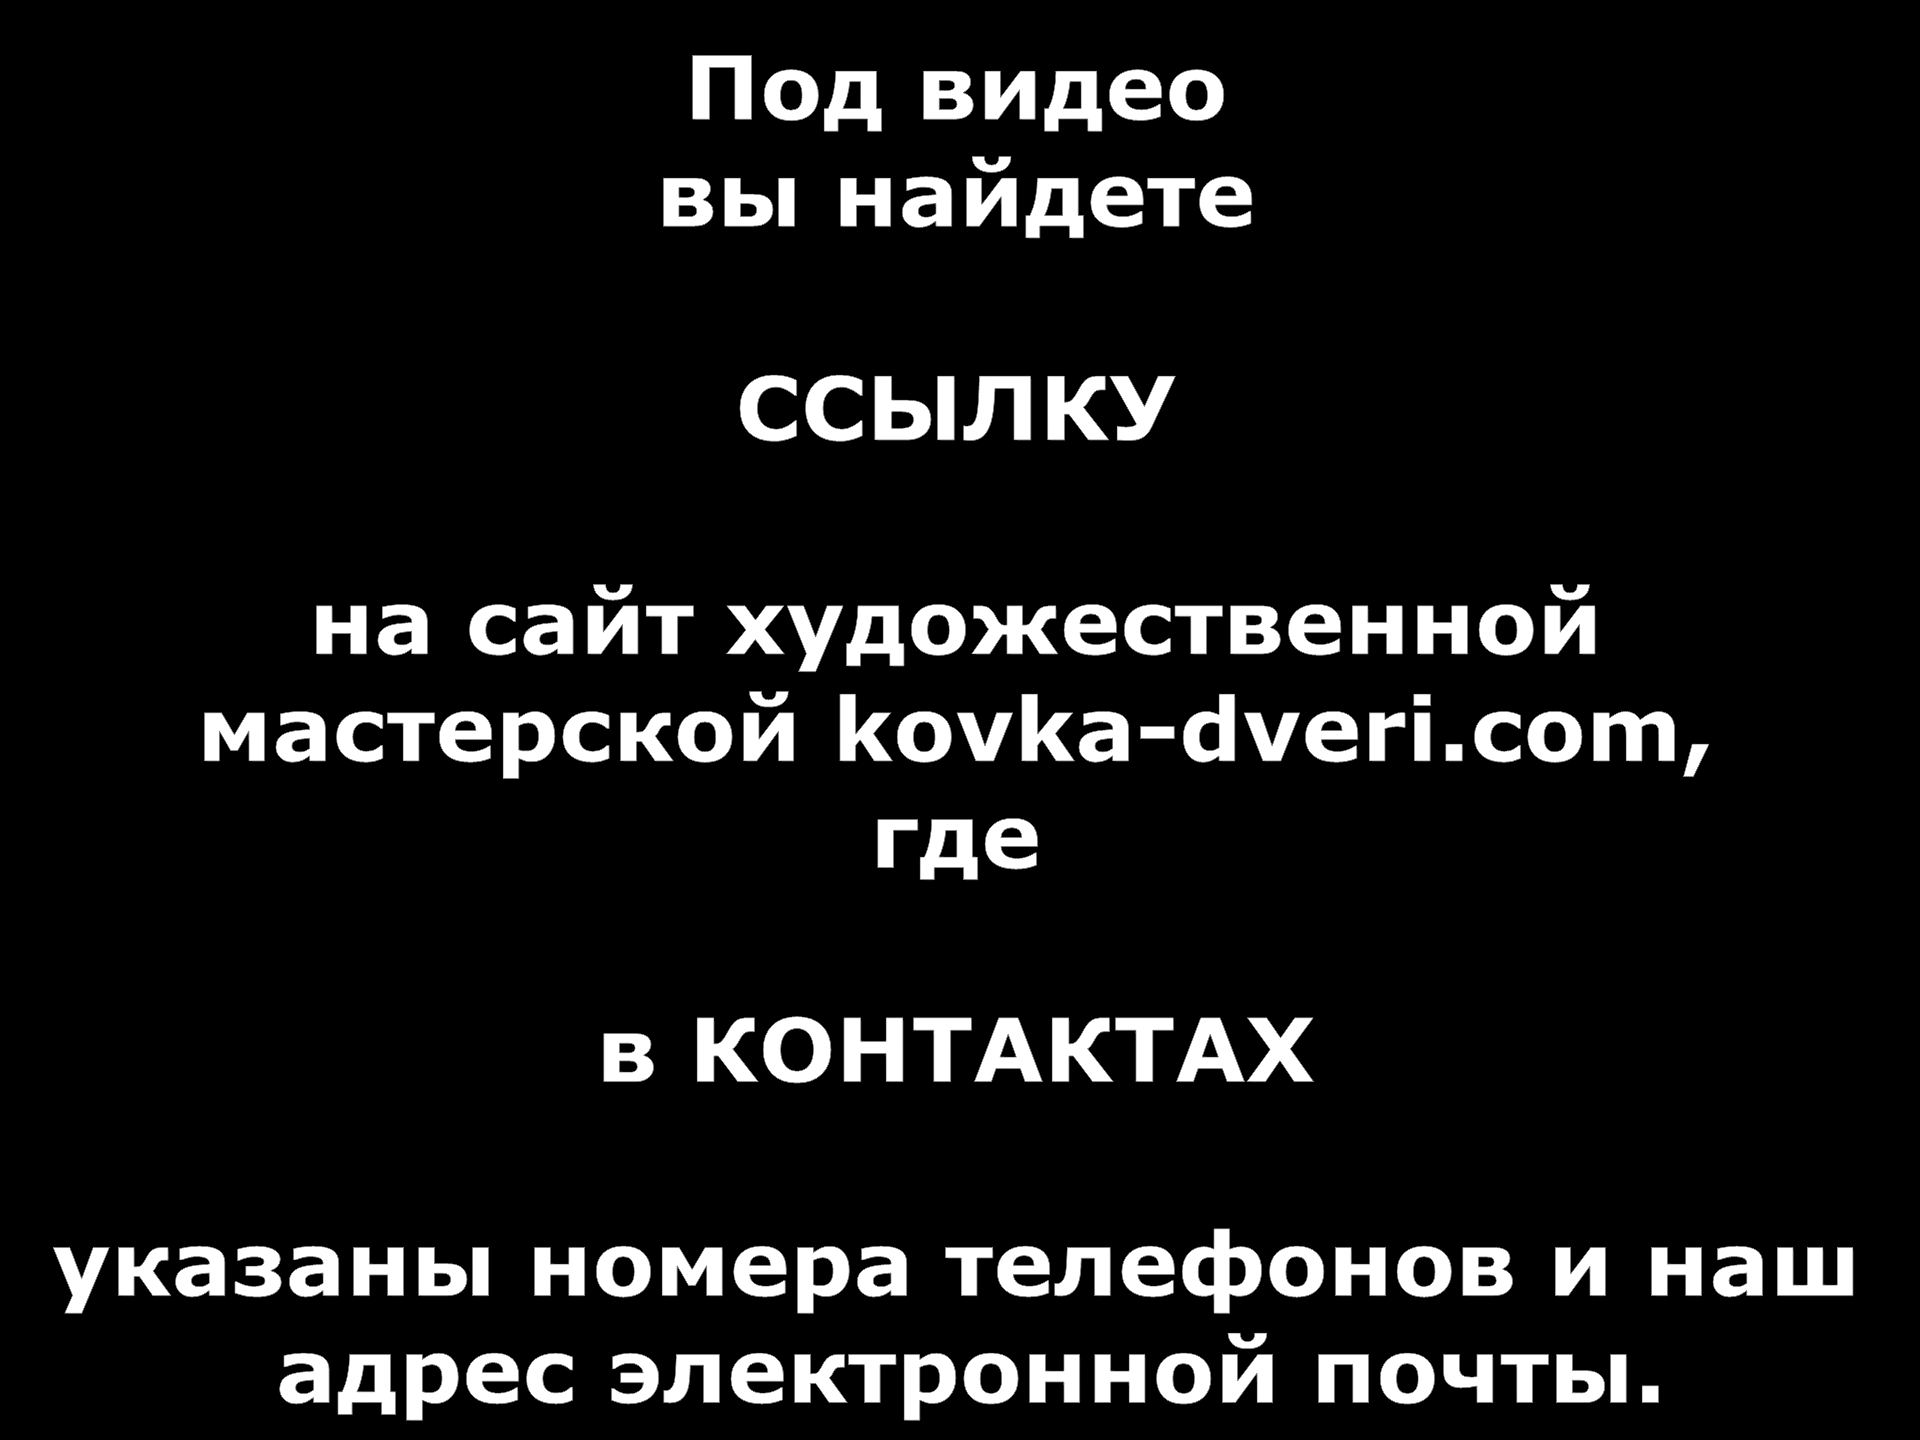 Под видео
вы найдете
ССЫЛКУ
на сайт художественной
мастерской kovka-dveri.com,
где
в КОНТАКТАХ
указаны номера телефонов и наш
адрес электронной почты.